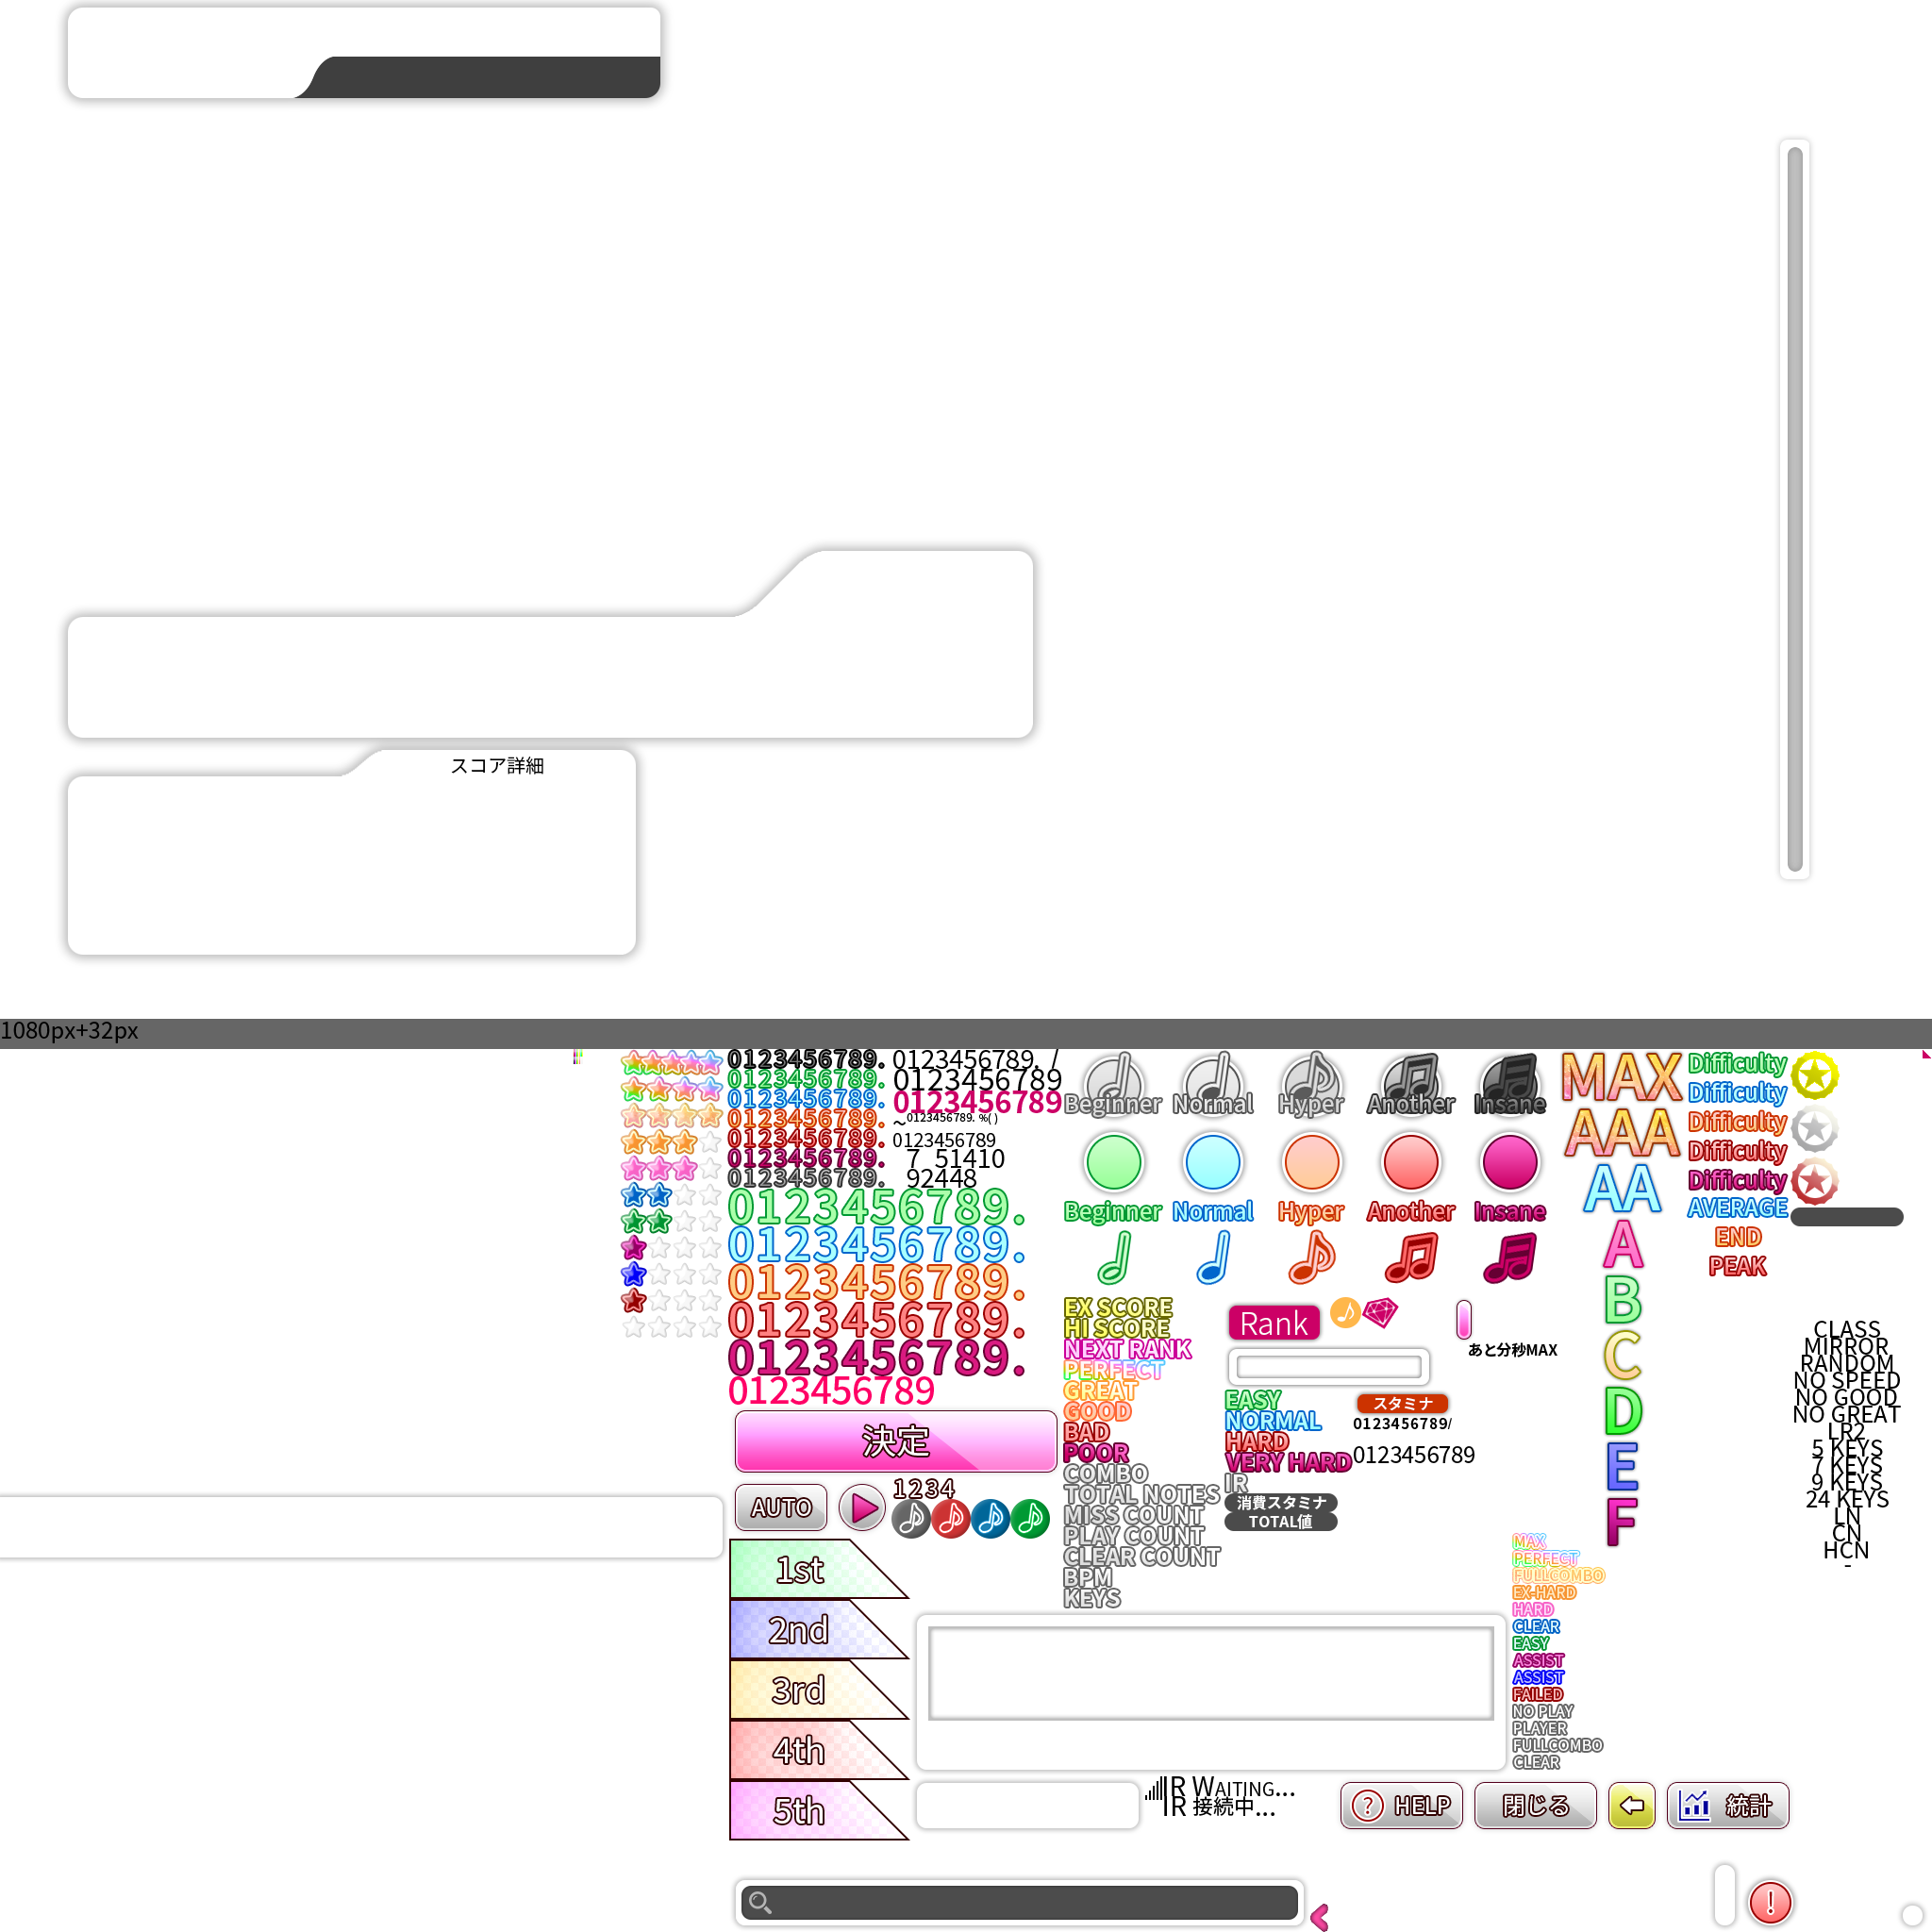 スコア詳細
1080px+32px
0123456789.
0123456789.
0123456789.
0123456789.
0123456789.
0123456789.
0123456789.
0123456789. /
0123456789
0123456789
~0123456789. %( )
0123456789
7 51410
92448
0123456789.
0123456789.
0123456789.
0123456789.
0123456789.
0123456789
決定
AUTO
1234
1st
2nd
3rd
4th
5th
Beginner Normal Hyper Another Insane
Beginner Normal Hyper Another Insane
EX SCORE
HI SCORE
NEXT RANK
PERFECT
GREAT
GOOD
BAD
POOR
COMBO
TOTAL NOTES
MISS COUNT
PLAY COUNT
CLEAR COUNT
BPM
KEYS
Rank
あと分秒MAX
EASY
NORMAL
HARD
VERY HARD
IR
スタミナ
0123456789/
0123456789
消費スタミナ
TOTAL値
MAX
AAA
AA
A
B
C
D
E
F
Difficulty
Difficulty
Difficulty
Difficulty
Difficulty
AVERAGE
END
PEAK
CLASS
MIRROR
RANDOM
NO SPEED
NO GOOD
NO GREAT
LR2
5 KEYS
7 KEYS
9 KEYS
24 KEYS
LN
CN
HCN
-
MAX
PERFECT
FULLCOMBO
EX-HARD
HARD
CLEAR
EASY
ASSIST
ASSIST
FAILED
NO PLAY
PLAYER
FULLCOMBO
CLEAR
IR WAITING...
IR 接続中...
? HELP
閉じる
統計
!